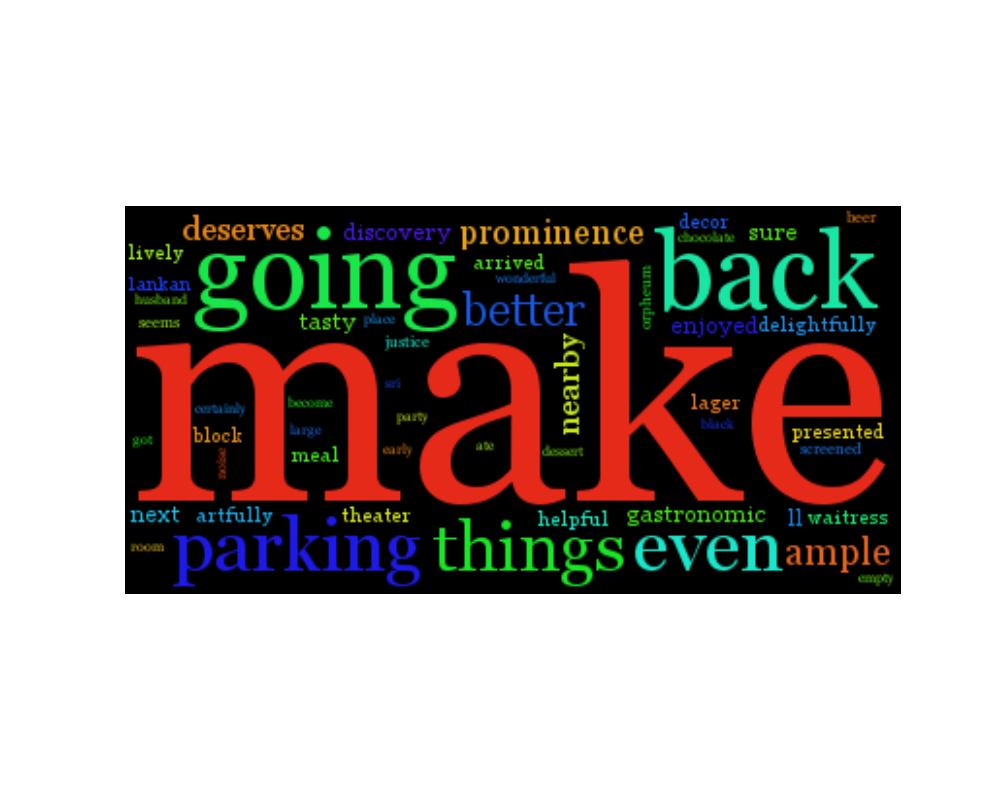 deserves
discovery
prominence
decor
beer
chocolate
sure
lively
going
arrived
back
wonderful
lankan
husband
better
orpheum
seems
tasty
place
enjoyed
delightfully
justice
make
nearby
sri
certainly
become
party
lager
black
got
block
large
noise
meal
early
ate
dessert
presented
screened
next
artfully
theater
helpful
gastronomic
ll
waitress
room
parking
things
even
ample
empty